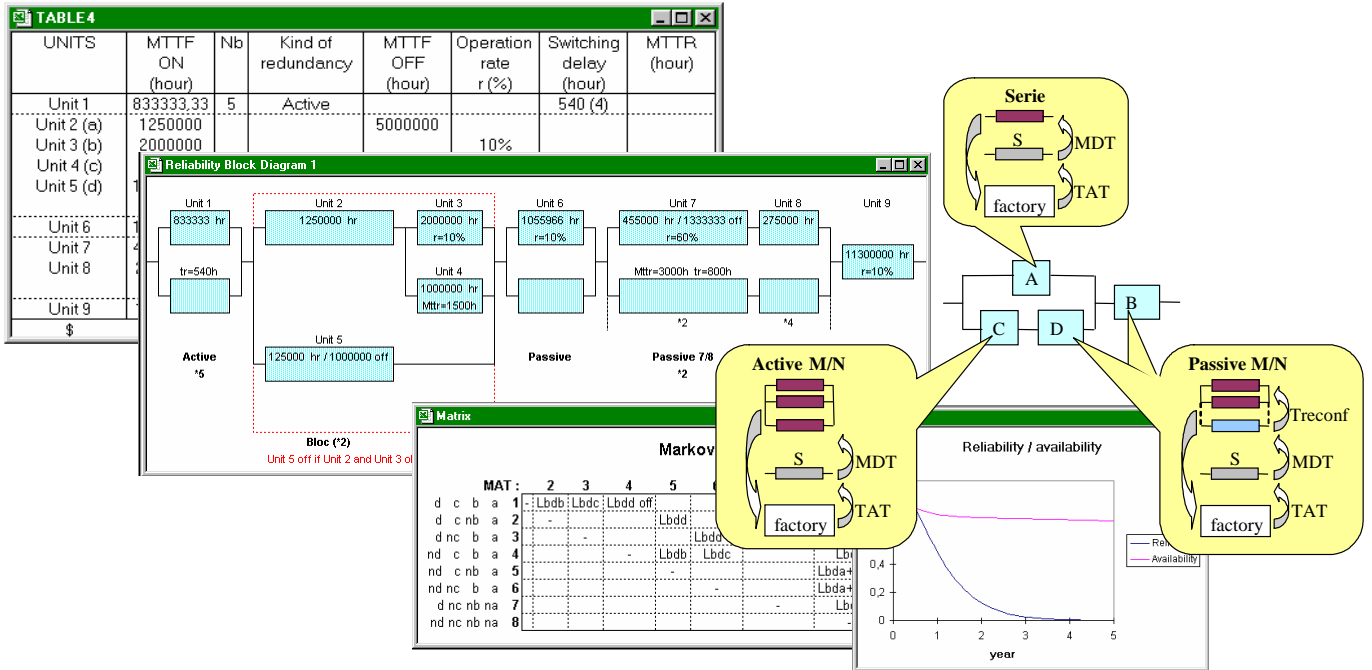 TABLE4
UNITS MTTF Nb Kind of MTTF Operation Switching MTTR
ON redundancy OFF rate delay (hour)
(hour) (hour) r (%) (hour)
Unit 1 833333,33 5 Active 540 (4)
Unit 2 (a) 1250000 5000000
Unit 3 (b) 2000000 10%
Unit 4 (c)
Unit 5 (d) 1
Unit 6 1
Unit 7 4
Unit 8 2
Unit 9 1
$
Reliability Block Diagram 1
Unit 1 Unit 2 Unit 3 Unit 6 Unit 7 Unit 8 Unit 9
833333 hr 1250000 hr 2000000 hr 1055966 hr 455000 hr / 1333333 off 275000 hr
r=10% r=10% r=60%
11300000 hr
r=10%
tr=540h Unit 4 Mttr=3000h tr=800h
1000000 hr
Mttr=1500h
*2 *4
Unit 5
125000 hr / 1000000 off
Active Passive Passive 7/8
*5 *2
Bloc (*2)
Unit 5 off if Unit 2 and Unit 3
Matrix
Markov
MAT : 2 3 4 5
d c b a 1 - Lbdb Lbdc Lbdd off
d c nb a 2 - Lbdd
d nc b a 3 - Lbdd
nd c b a 4 - Lbdb Lbdc
nd c nb a 5 - Lbda+
nd nc b a 6 - Lbda+
d nc nb na 7 -
nd nc nb na 8 -
Reliability / availability
Availability
0,4
0,2
0
0 1 2 3 4 5
year
Serie
S
MDT
TAT
factory
A
B
C
D
Active M/N
S
MDT
TAT
factory
Passive M/N
Treconf
S
MDT
TAT
factory